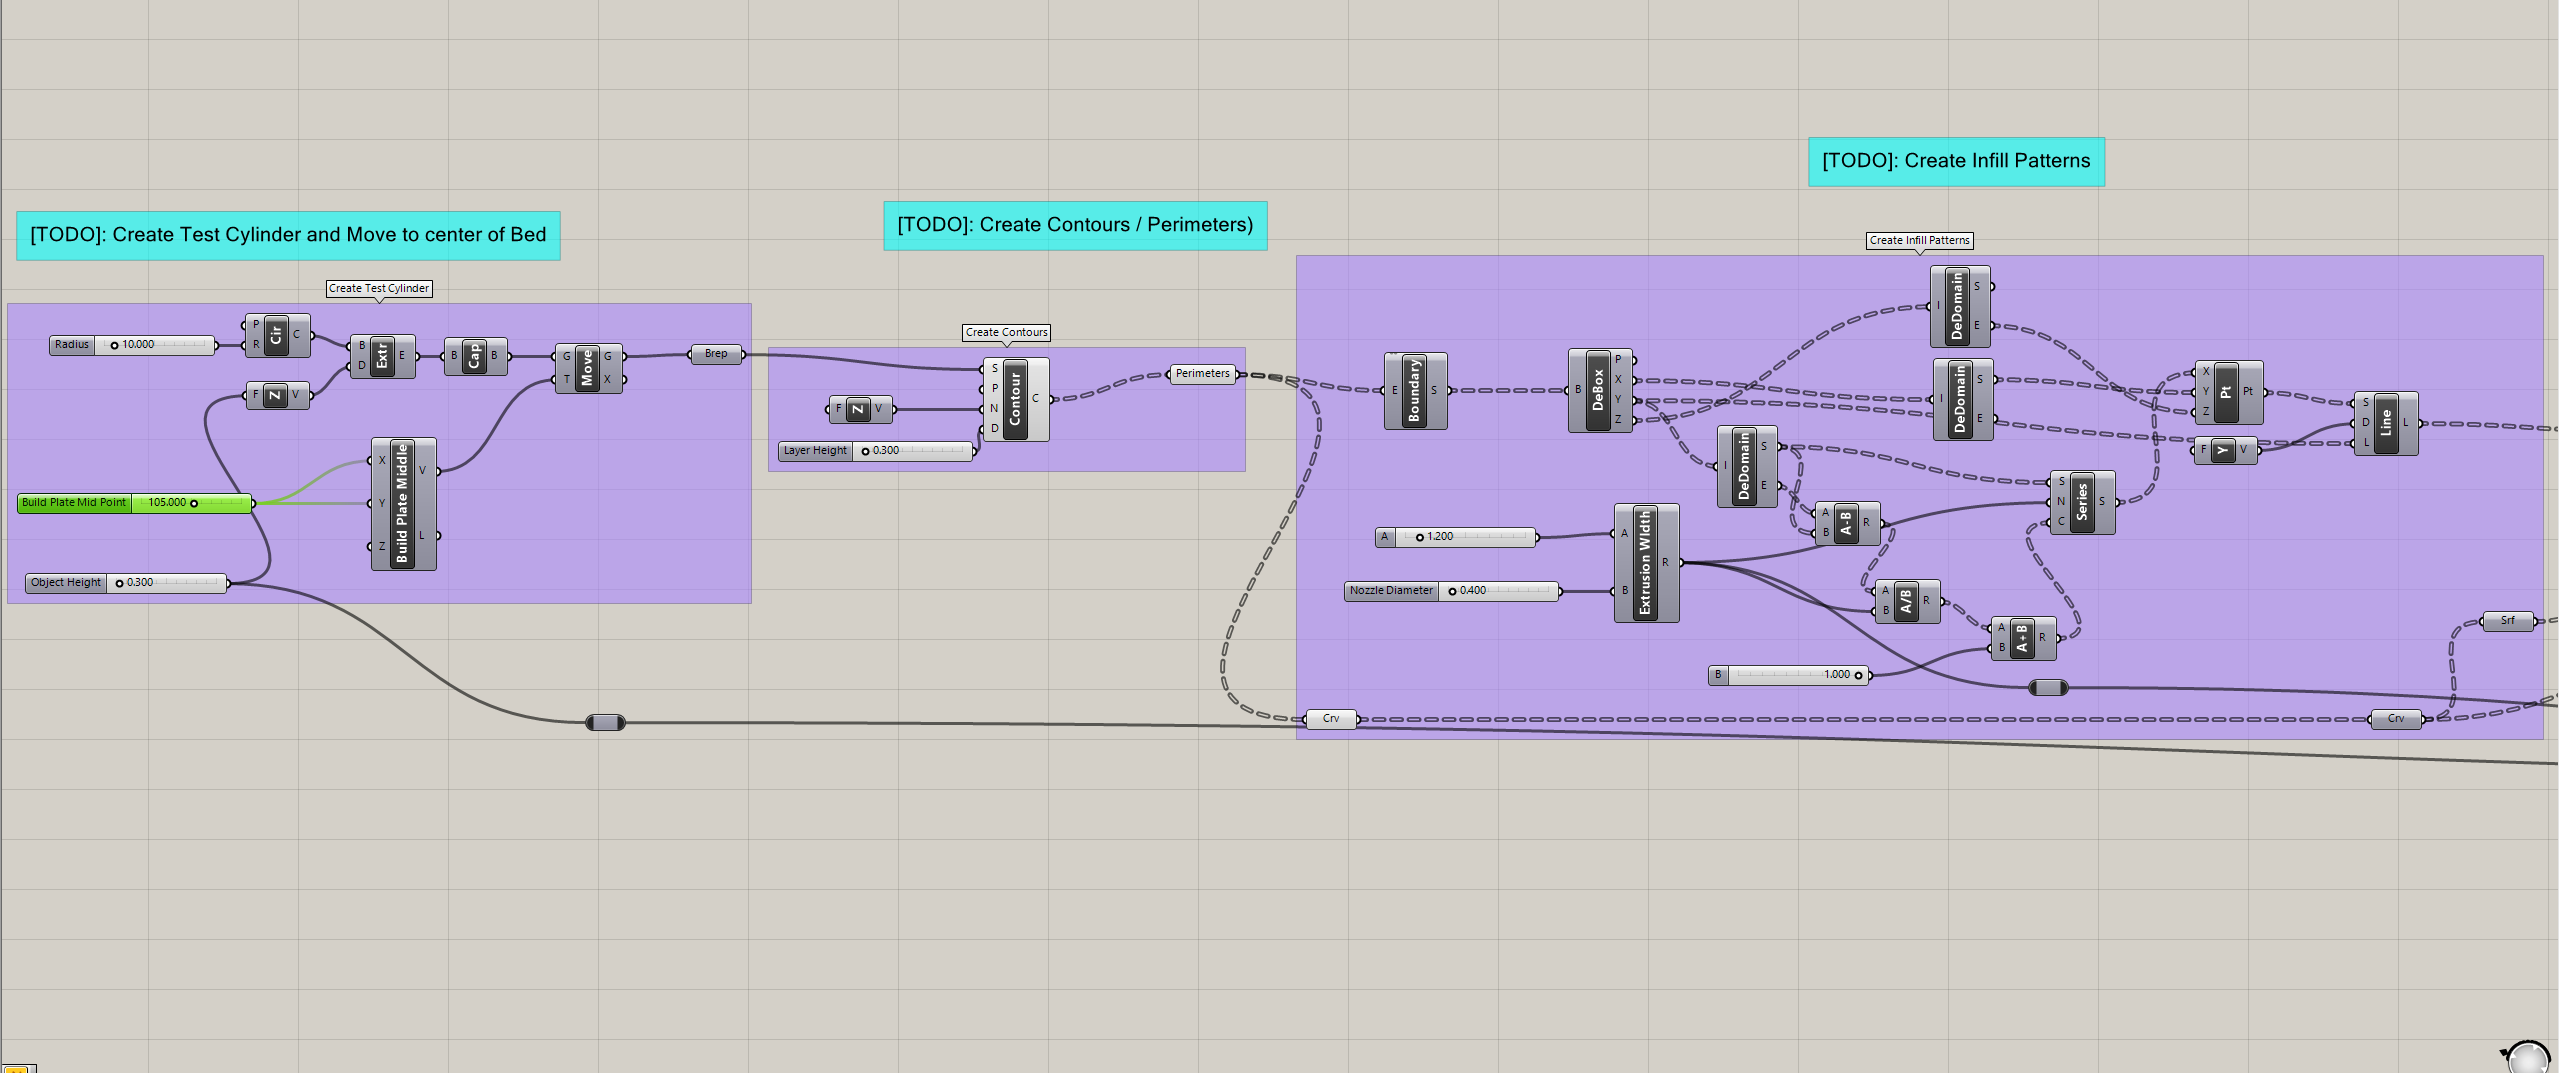 [TODO]: Create Test Cylinder and Move to center of Bed
Create Test Cylinder
Radius 10.000
P
R
Cir
C
F
Z
V
B
D
Extr
E
B
Cap
B
G
T
Move
G
X
Brep
Build Plate Mid Point 105.000
X
Y
Z
Build Plate Middle
V
L
Object Height 0.300
[TODO]: Create Contours / Perimeters)
Create Contours
F
Z
V
Layer Height 0.300
S
P
N
D
Contour
C
Perimeters
[TODO]: Create Infill Patterns
Create Infill Patterns
E
Boundary
S
B
DeBox
P
X
Y
Z
I
DeDomain
S
E
I
DeDomain
S
E
I
DeDomain
S
E
A 1.200
Nozzle Diameter 0.400
A
B
Extrusion Width
R
A
B
A-B
R
A
B
A/B
R
B 1.000
A
B
A+B
R
S
N
C
Series
S
X
Y
Z
Pt
Pt
F
Y
V
S
D
L
Line
L
Crv
Crv
Srf